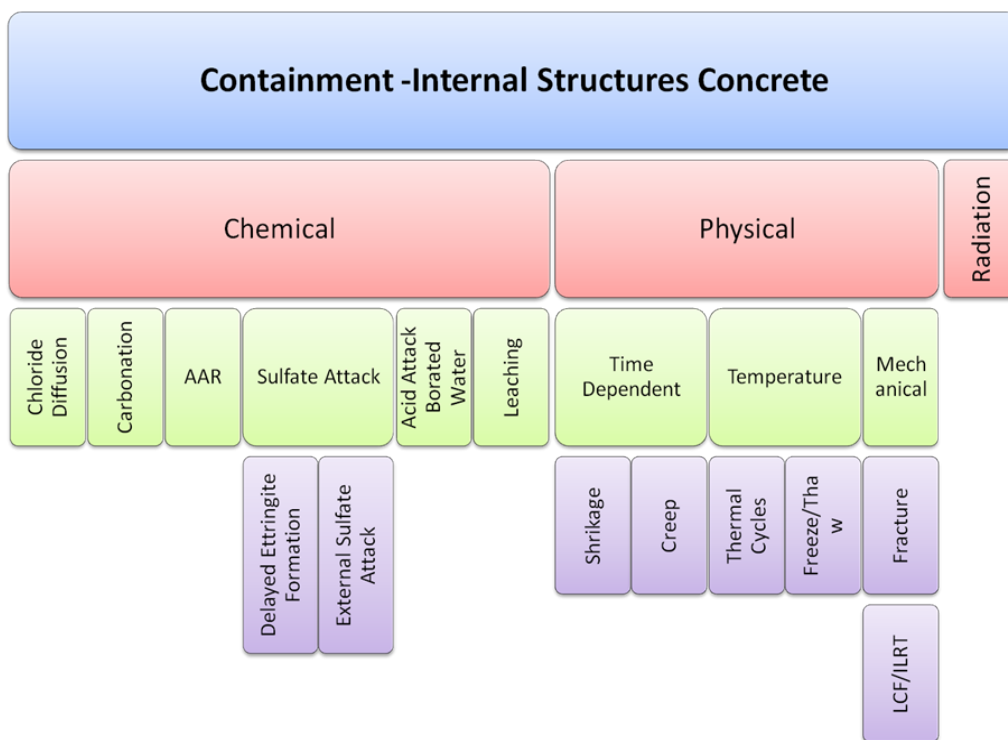 Containment -Internal Structures Concrete
Chemical
Physical
Radiation
Chloride
Diffusion
Carbonation
AAR
Sulfate Attack
Acid Attack
Borated
Water
Leaching
Time
Dependent
Temperature
Mech
anical
Delayed Ettringite
Formation
External Sulfate
Attack
Shrikage
Creep
Thermal
Cycles
Freeze/Tha
w
Fracture
LCF/ILRT